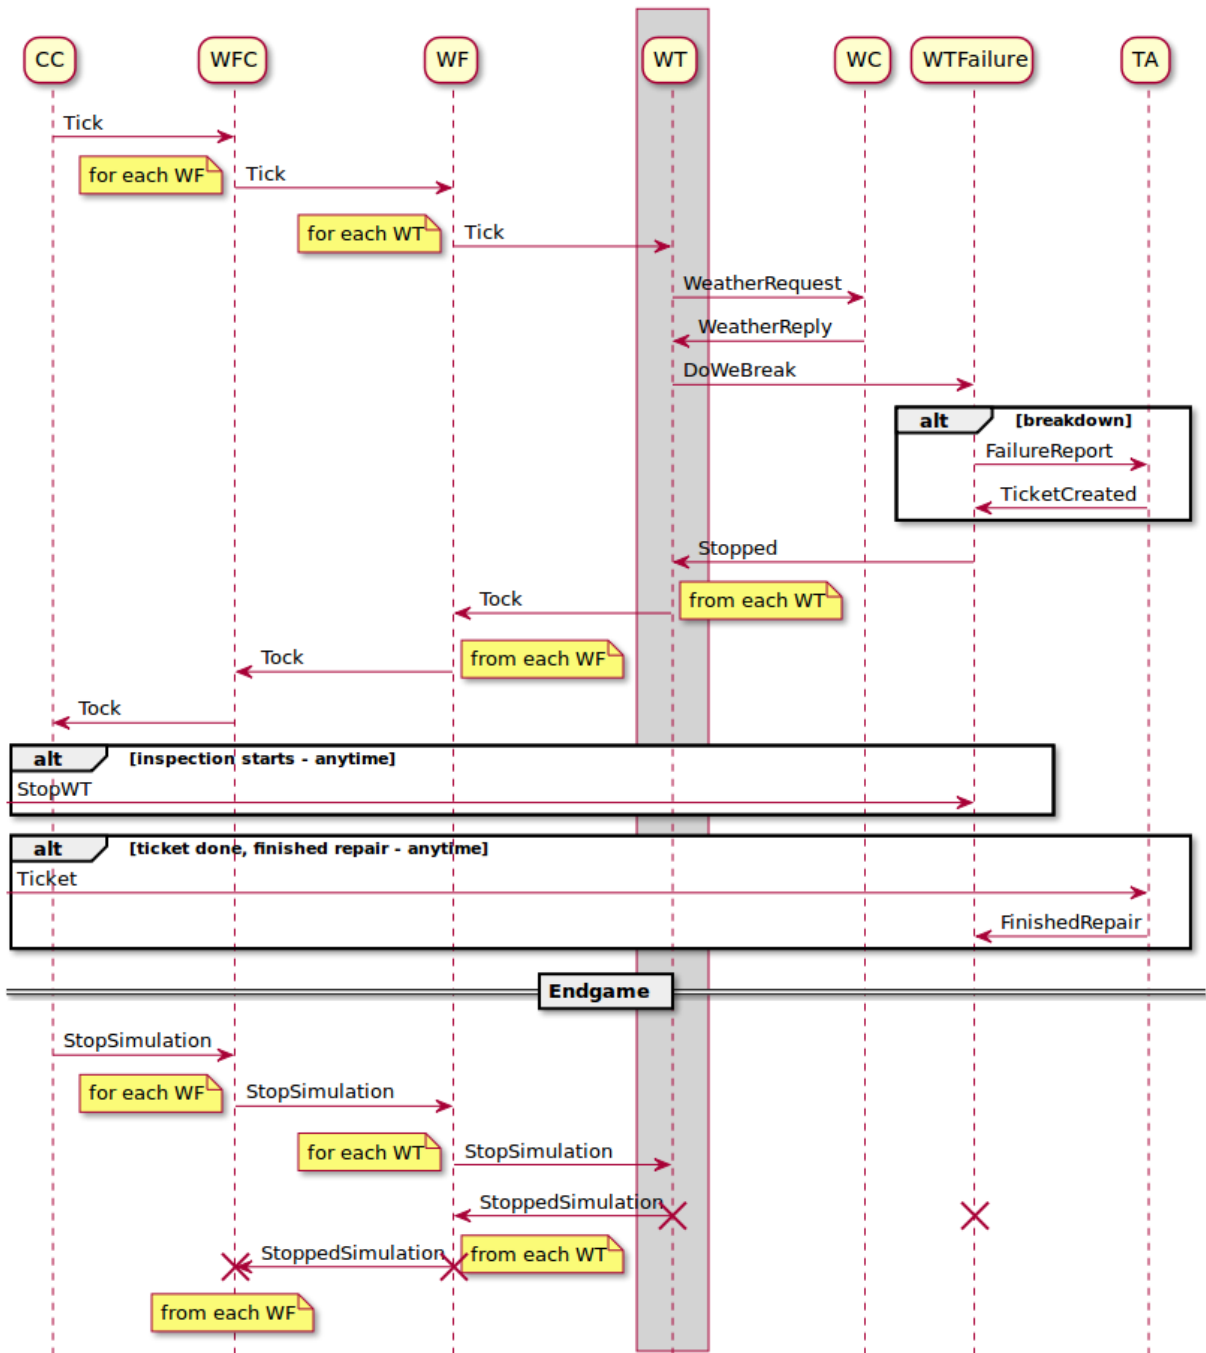 CC WFC WF WT WC WTFailure TA
Tick
for each WF Tick
for each WT Tick
WeatherRequest
WeatherReply
DoWeBreak
alt [breakdown]
FailureReport
TicketCreated
Stopped
Tock from each WT
Tock from each WF
Tock
alt [inspection starts - anytime]
StopWT
alt [ticket done, finished repair - anytime]
Ticket
FinishedRepair
Endgame
StopSimulation
for each WF StopSimulation
for each WT StopSimulation
StoppedSimulation
StoppedSimulation from each WT
from each WF